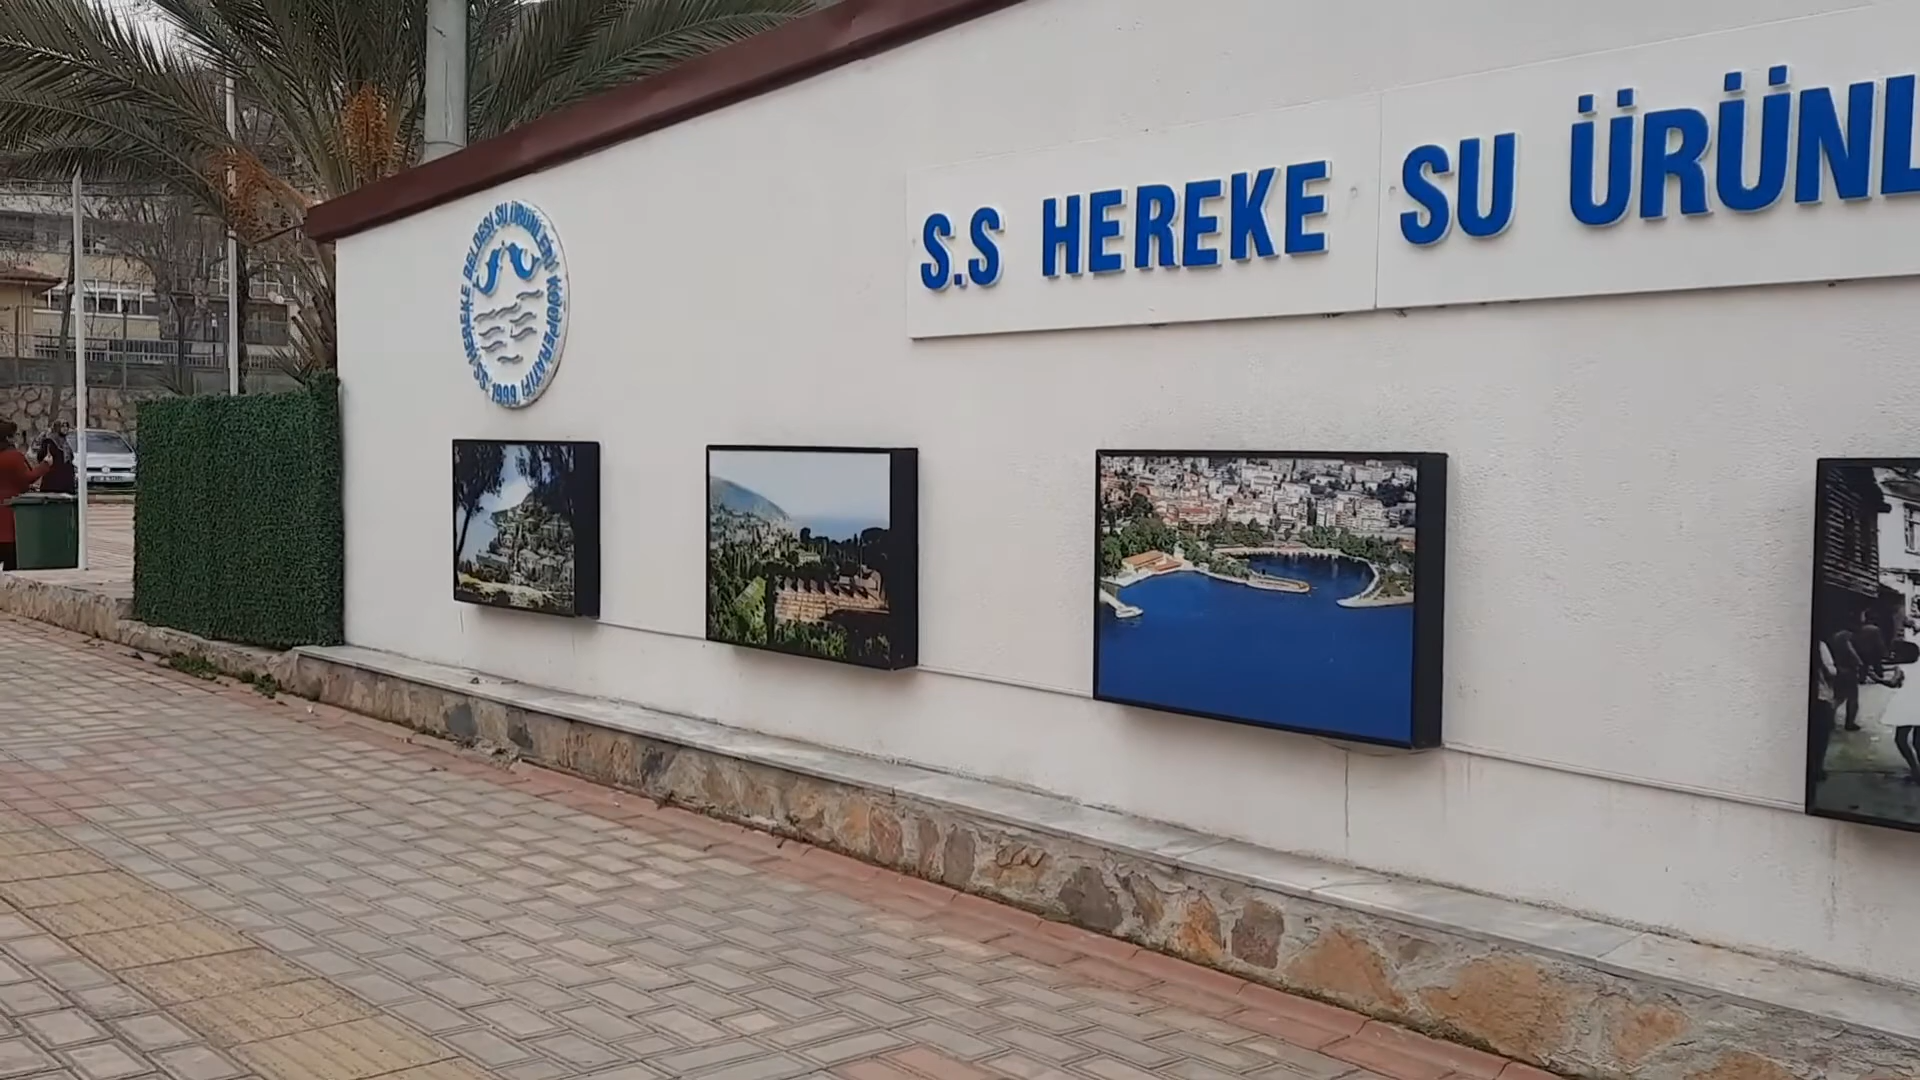 S.S HEREKE BELDESİ SU ÜRÜNLERİ KOOPERATİFİ
1999
S.S HEREKE SU ÜRÜNL